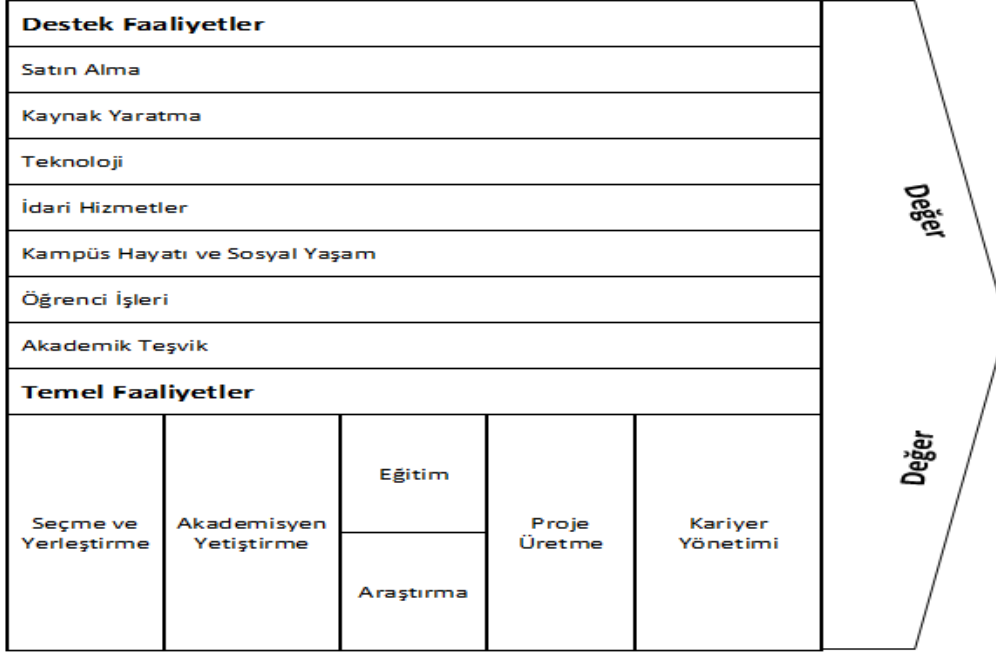 Destek Faaliyetler
Satın Alma
Kaynak Yaratma
Teknoloji
İdari Hizmetler
Kampüs Hayatı ve Sosyal Yaşam
Öğrenci İşleri
Akademik Teşvik
Değer
Temel Faaliyetler
Seçme ve
Yerleştirme
Akademisyen
Yetiştirme
Eğitim
Araştırma
Proje
Üretme
Kariyer
Yönetimi
Değer